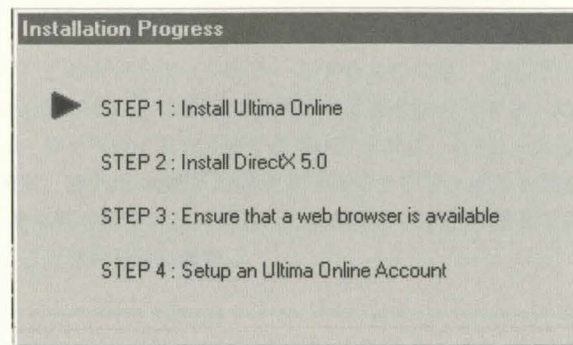 Installation Progress
STEP 1 : Install Ultima Online
STEP 2 : Install DirectX 5.0
STEP 3 : Ensure that a web browser is available
STEP 4 : Setup an Ultima Online Account